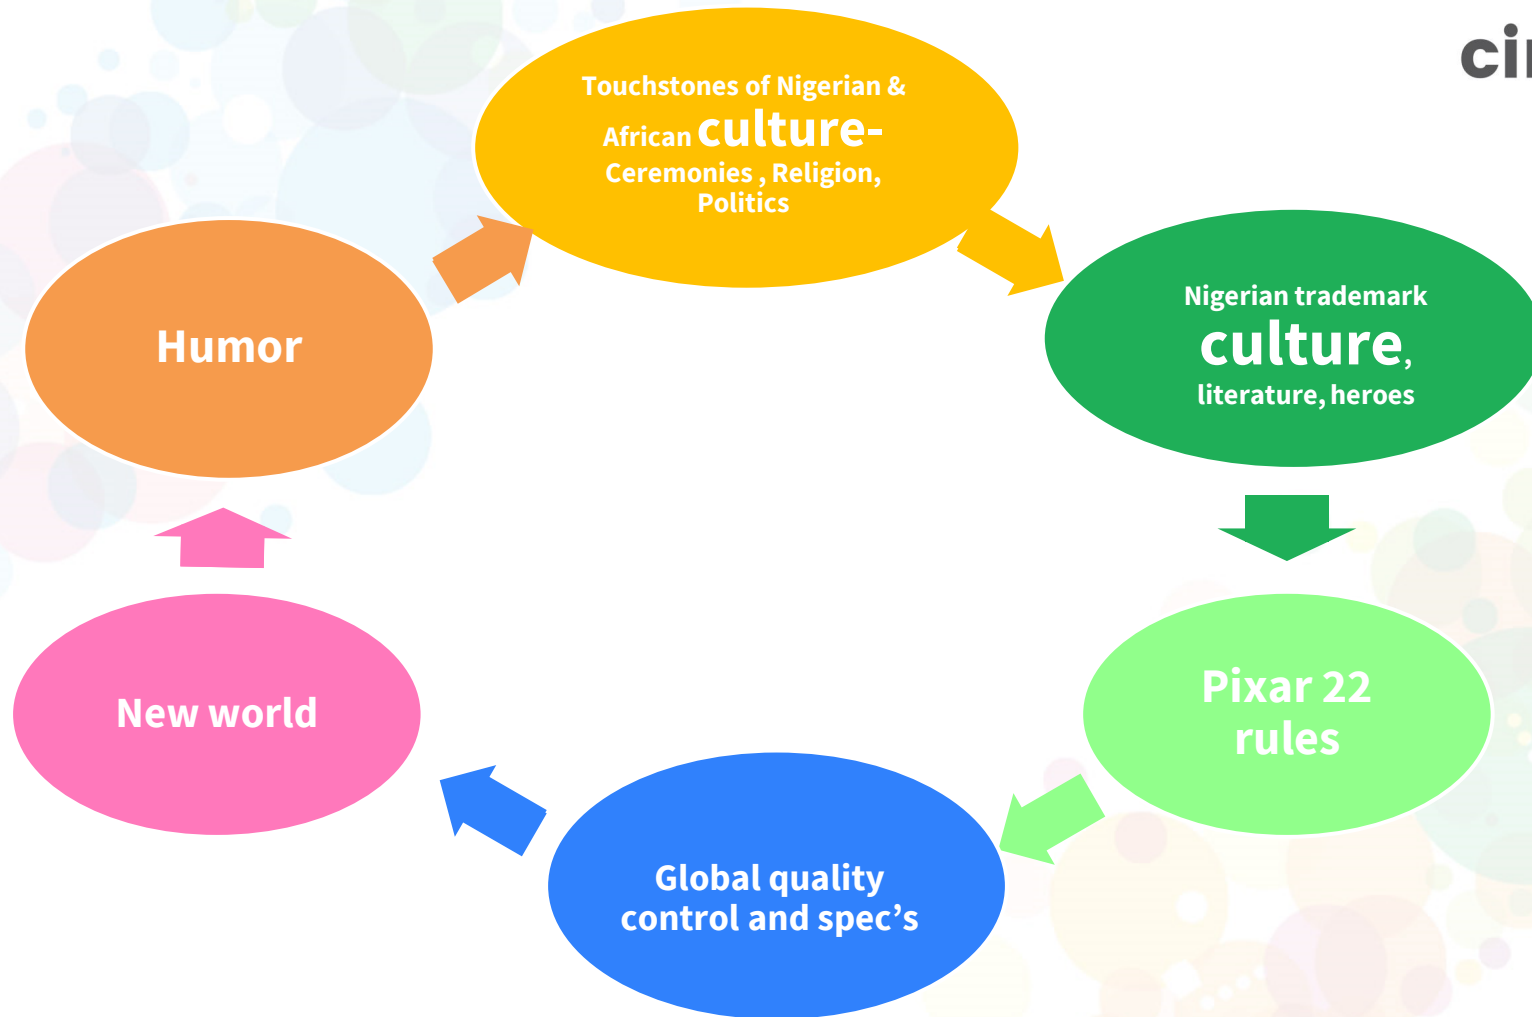 cin
Touchstones of Nigerian &
African culture-
Ceremonies , Religion,
Politics
Nigerian trademark
culture,
literature, heroes
Humor
Pixar 22
rules
New world
Global quality
control and spec’s